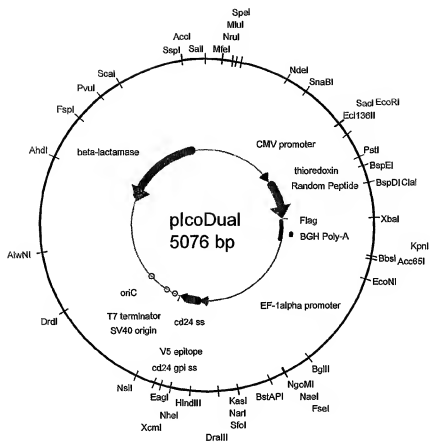 SpeI
MluI
NruI
MfeI
AccI
SspI SalI
ScaI
PvuI
FspI
AhdI
AlwNI
DrdI
NdeI
SnaBI
SacI EcoRI
Ecl136II
PstI
BspEI
BspDI ClaI
XbaI
KpnI
BbsI Acc65I
EcoNI
BglII
NgoMI
NaeI
FseI
BstAPI
KasI
NarI
SfoI
DraIII
HindIII
EagI
NheI
XcmI
NsiI
beta-lactamase
CMV promoter
thioredoxin
Random Peptide
Flag
BGH Poly-A
pIcoDual
5076 bp
EF-1alpha promoter
oriC
T7 terminator
SV40 origin
cd24 ss
V5 epitope
cd24 gpi ss